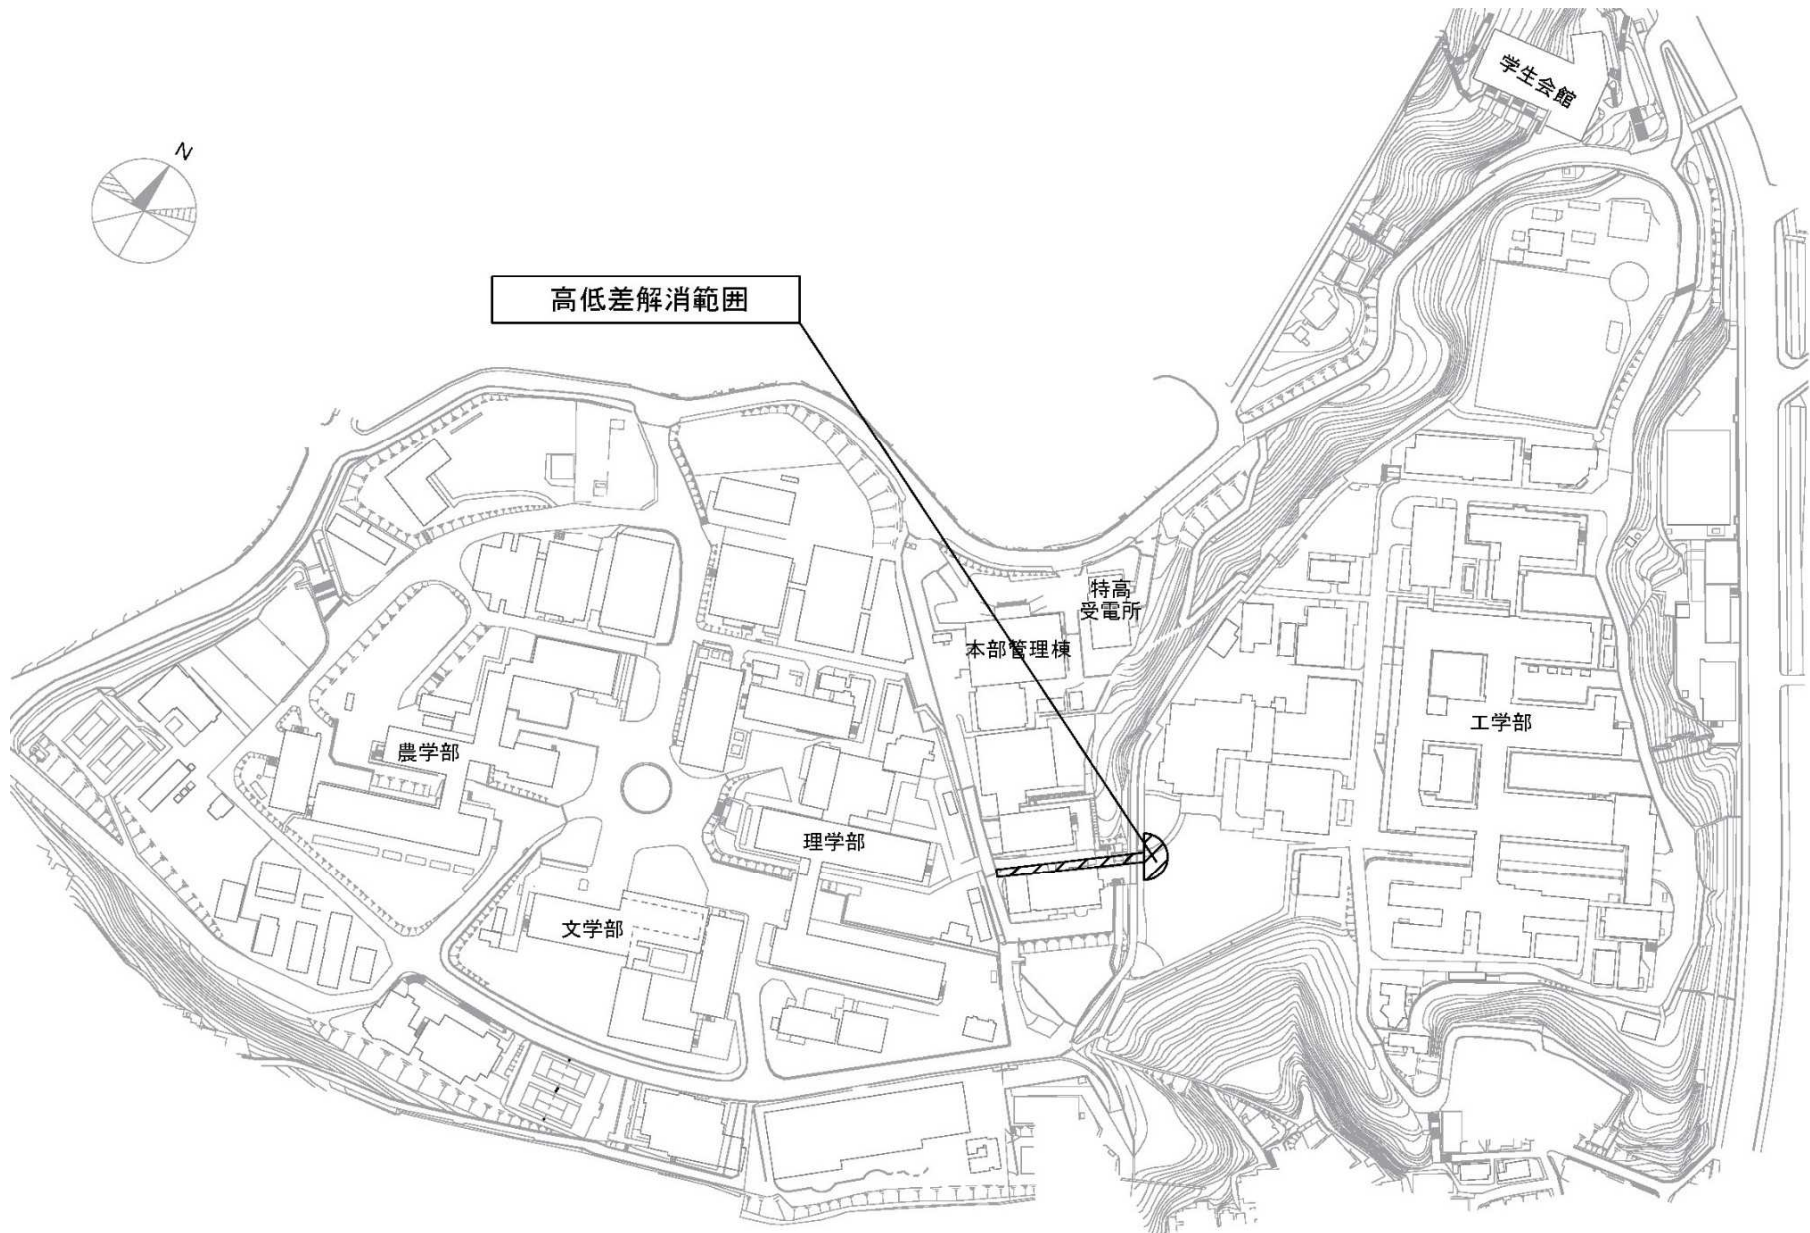 学生会館
N
高低差解消範囲
特高
受電所
本部管理棟
工学部
農学部
理学部
文学部